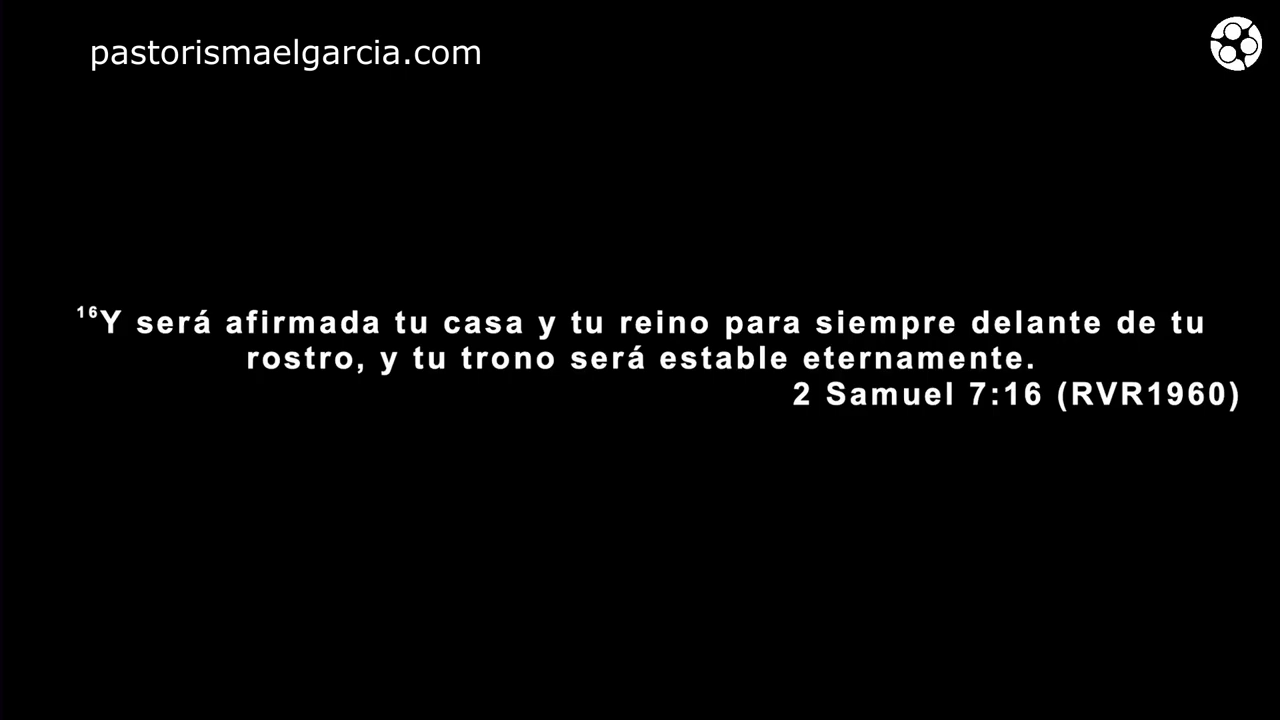 pastorismaelgarcia.com
¹⁶Y será afirmada tu casa y tu reino para siempre delante de tu
rostro, y tu trono será estable eternamente.
2 Samuel 7:16 (RVR1960)